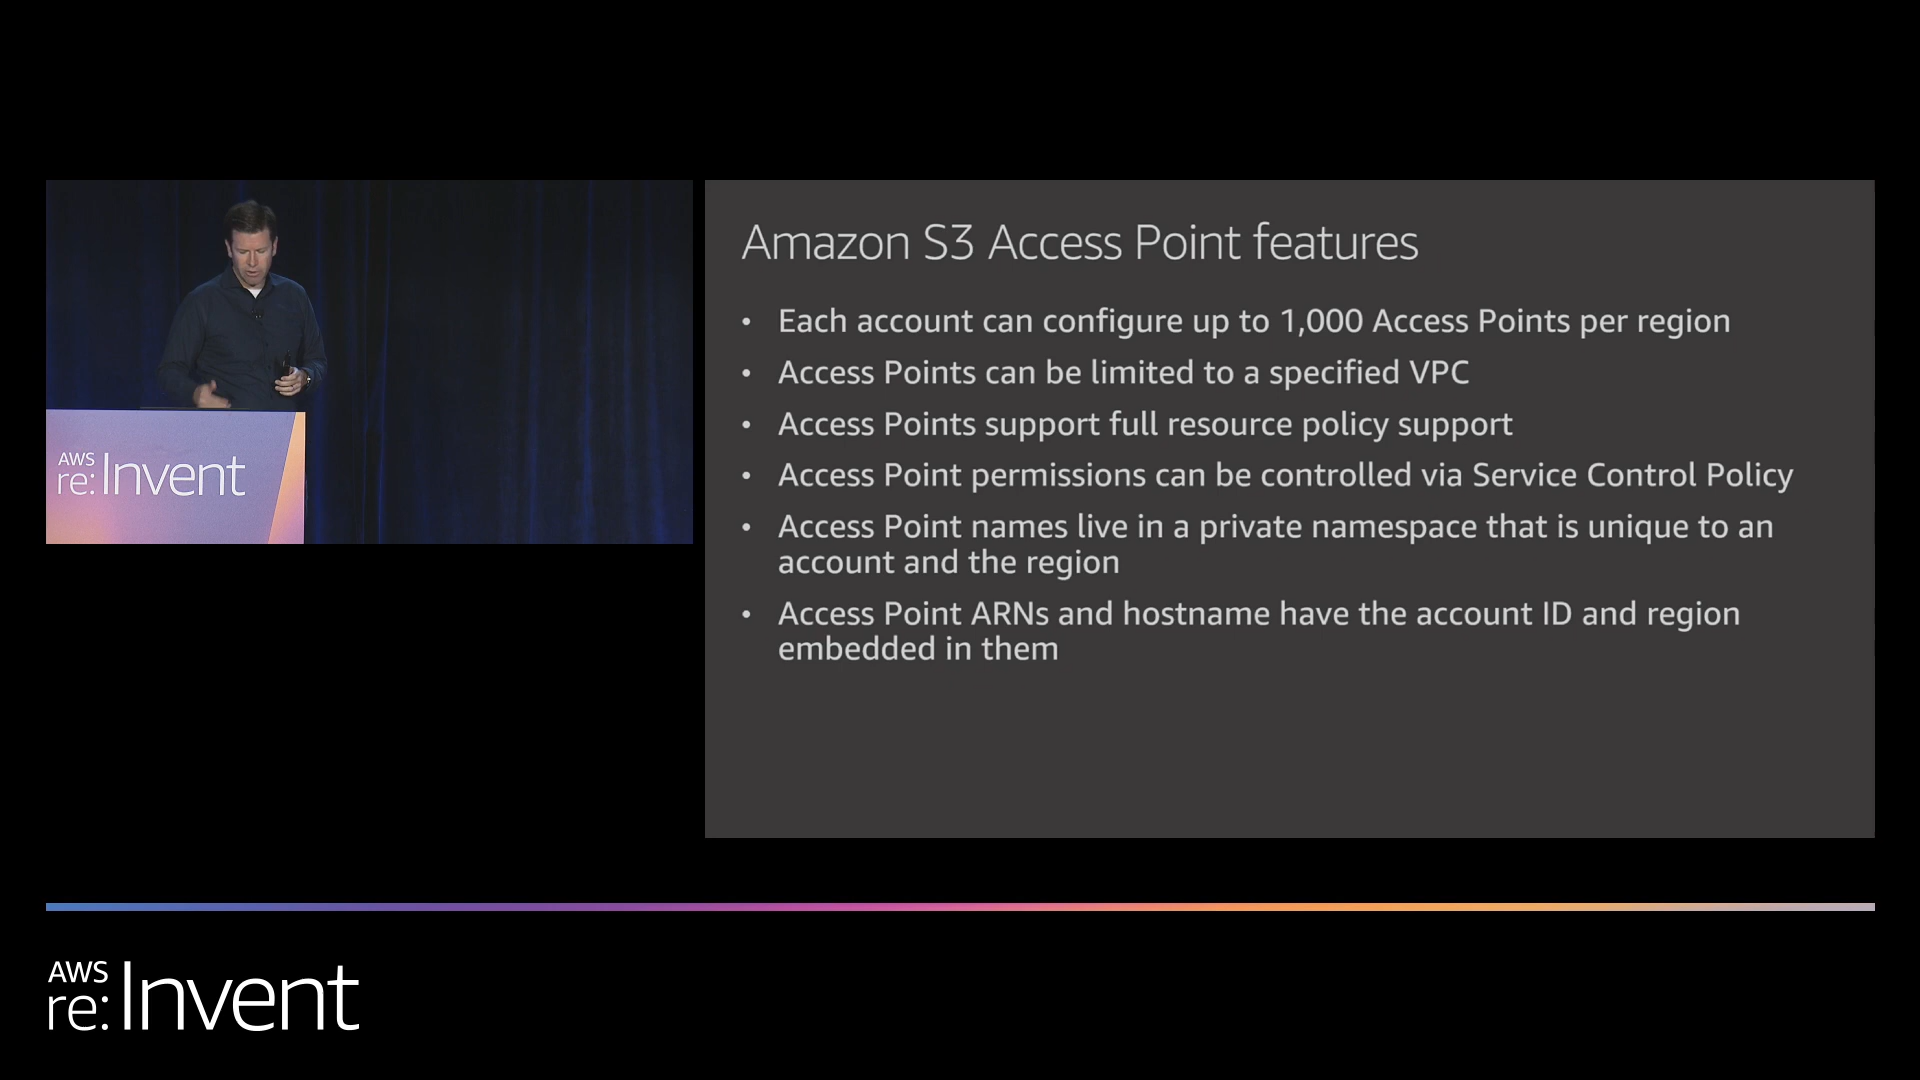 Amazon S3 Access Point features
• Each account can configure up to 1,000 Access Points per region
• Access Points can be limited to a specified VPC
• Access Points support full resource policy support
• Access Point permissions can be controlled via Service Control Policy
• Access Point names live in a private namespace that is unique to an
account and the region
• Access Point ARNs and hostname have the account ID and region
embedded in them
AWS
re:Invent
AWS
re:Invent